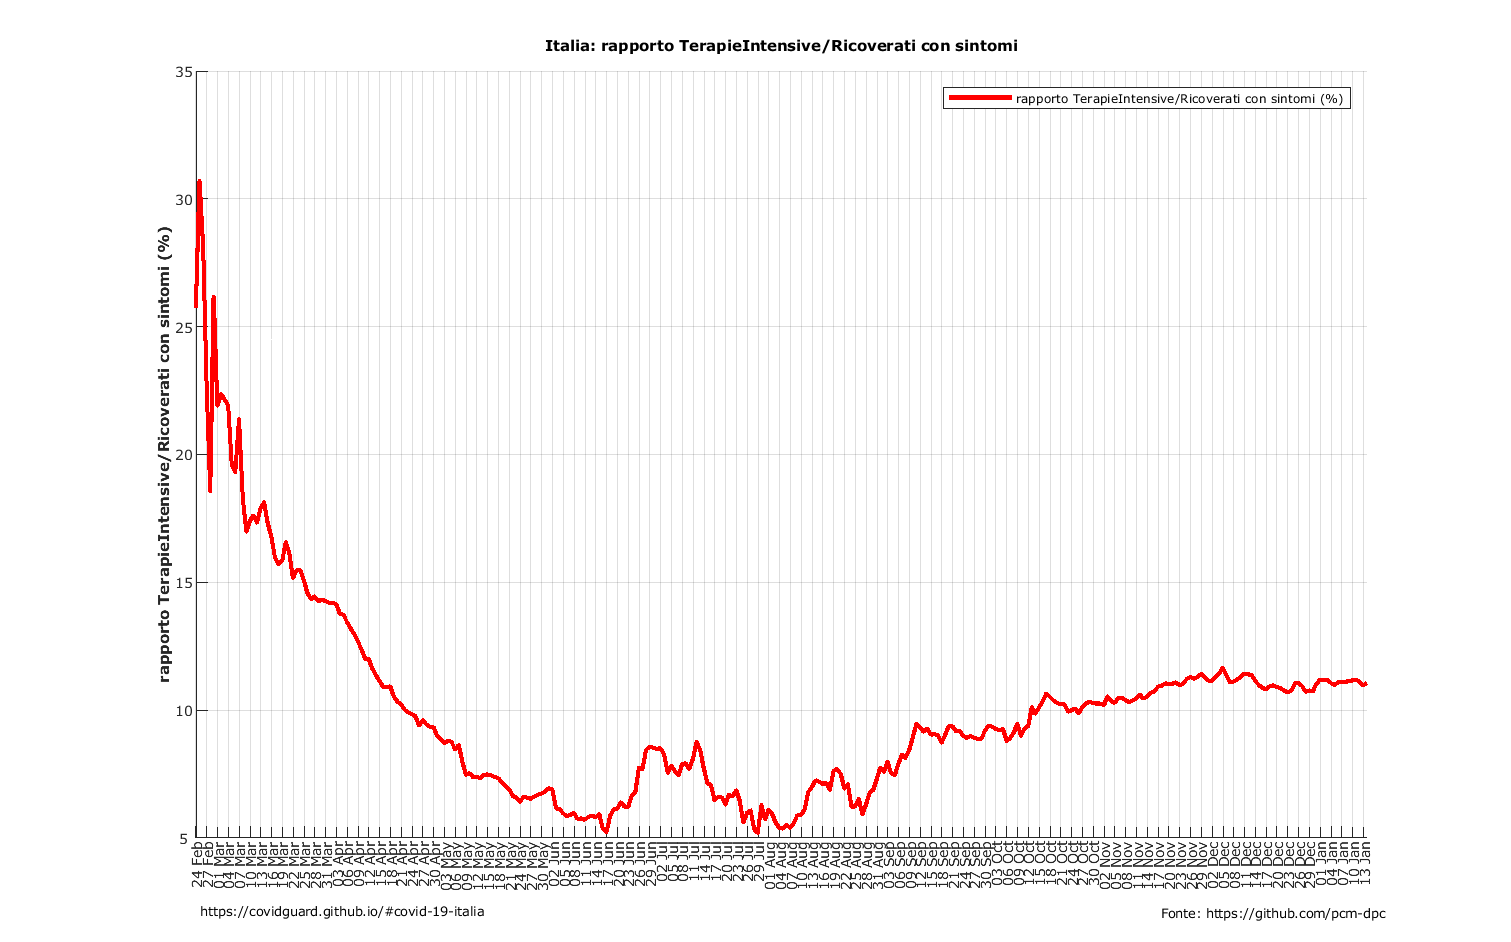 Italia: rapporto TerapieIntensive/Ricoverati con sintomi
rapporto TerapieIntensive/Ricoverati con sintomi (%)
rapporto TerapieIntensive/Ricoverati con sintomi (%)
35
30
25
20
15
10
5
24 Feb
27 Feb
01 Mar
04 Mar
07 Mar
10 Mar
13 Mar
16 Mar
19 Mar
22 Mar
25 Mar
28 Mar
31 Mar
03 Apr
06 Apr
09 Apr
12 Apr
15 Apr
18 Apr
21 Apr
24 Apr
27 Apr
30 Apr
03 May
06 May
09 May
12 May
15 May
18 May
21 May
24 May
27 May
30 May
02 Jun
05 Jun
08 Jun
11 Jun
14 Jun
17 Jun
20 Jun
23 Jun
26 Jun
29 Jun
02 Jul
05 Jul
08 Jul
11 Jul
14 Jul
17 Jul
20 Jul
23 Jul
26 Jul
29 Jul
01 Aug
04 Aug
07 Aug
10 Aug
13 Aug
16 Aug
19 Aug
22 Aug
25 Aug
28 Aug
31 Aug
03 Sep
06 Sep
09 Sep
12 Sep
15 Sep
18 Sep
21 Sep
24 Sep
27 Sep
30 Sep
03 Oct
06 Oct
09 Oct
12 Oct
15 Oct
18 Oct
21 Oct
24 Oct
27 Oct
30 Oct
02 Nov
05 Nov
08 Nov
11 Nov
14 Nov
17 Nov
20 Nov
23 Nov
26 Nov
29 Nov
02 Dec
05 Dec
08 Dec
11 Dec
14 Dec
17 Dec
20 Dec
23 Dec
26 Dec
29 Dec
01 Jan
04 Jan
07 Jan
10 Jan
13 Jan
https://covidguard.github.io/#covid-19-italia
Fonte: https://github.com/pcm-dpc